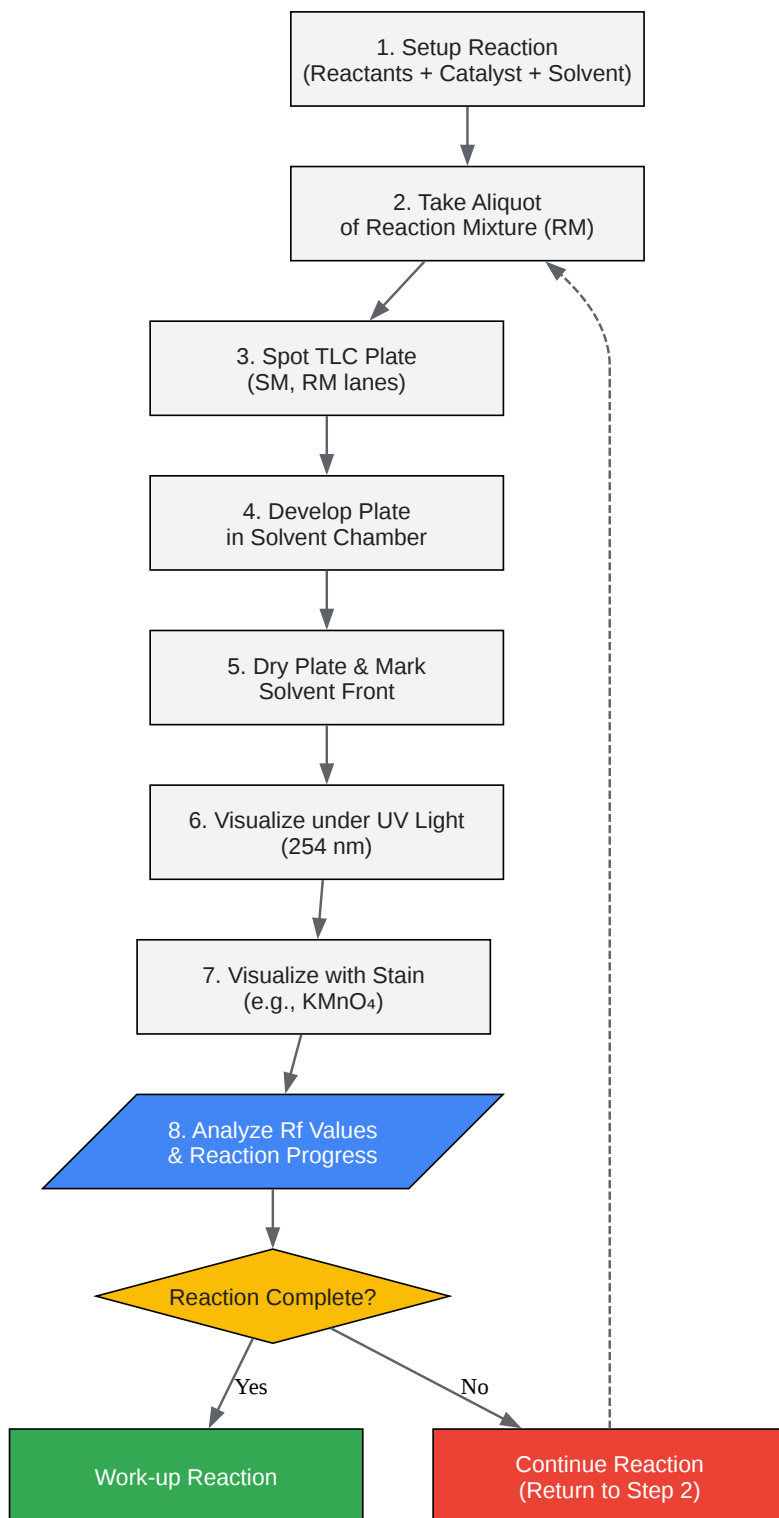 1. Setup Reaction
(Reactants + Catalyst + Solvent)
2. Take Aliquot
of Reaction Mixture (RM)
3. Spot TLC Plate
(SM, RM lanes)
4. Develop Plate
in Solvent Chamber
5. Dry Plate & Mark
Solvent Front
6. Visualize under UV Light
(254 nm)
7. Visualize with Stain
(e.g., KMnO₄)
8. Analyze Rf Values
& Reaction Progress
Reaction Complete?
Yes
No
Work-up Reaction
Continue Reaction
(Return to Step 2)